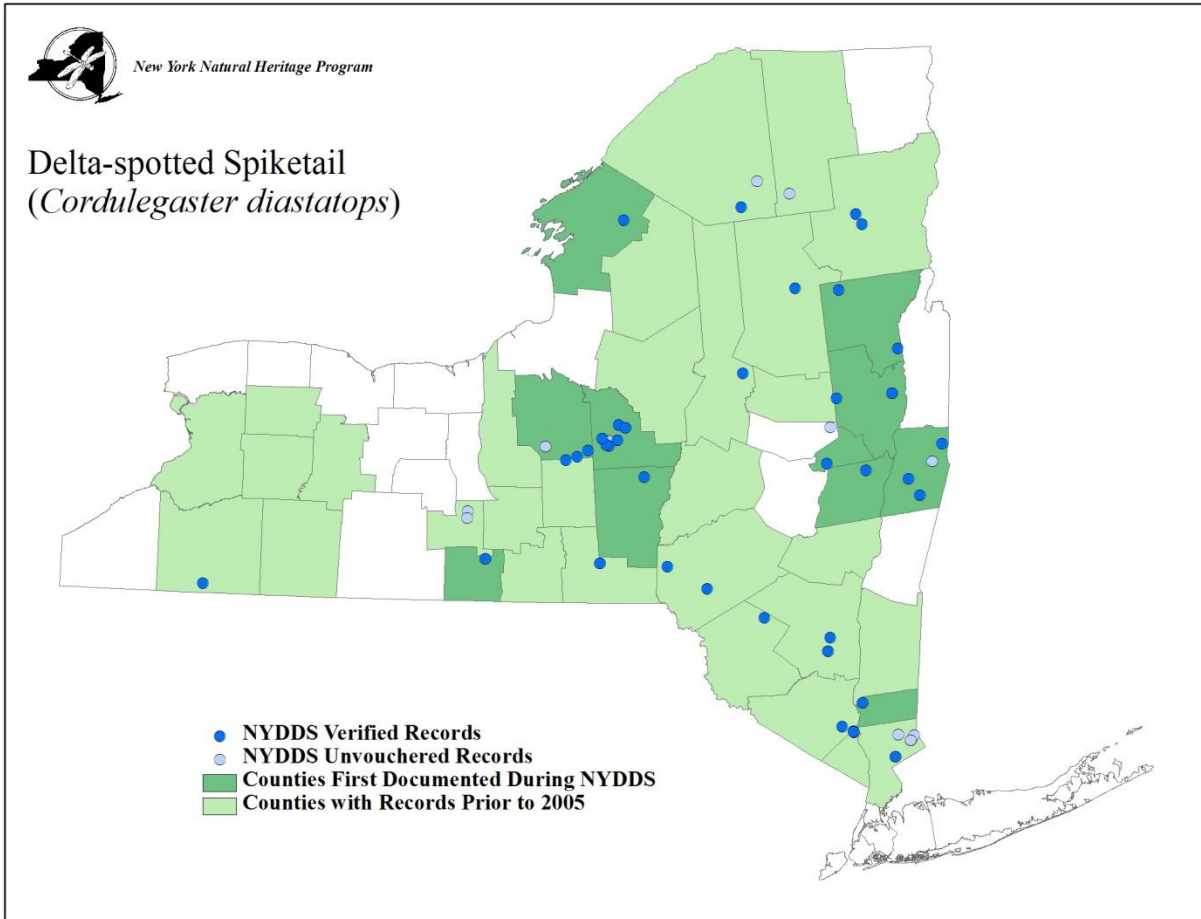 New York Natural Heritage Program
Delta-spotted Spiketail
(Cordulegaster diastatops)
NYDDS Verified Records
NYDDS Unvouchered Records
Counties First Documented During NYDDS
Counties with Records Prior to 2005